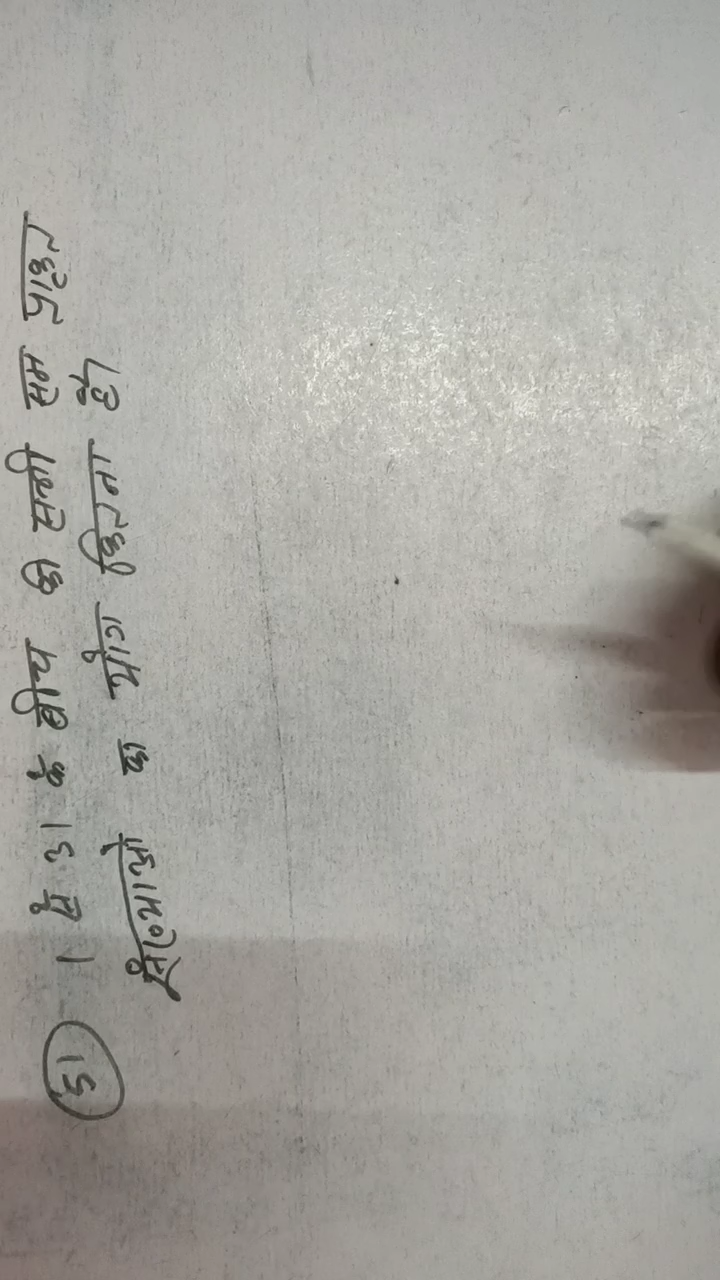 51 1 से 31 के बीच की सभी सम प्राकृत
संख्याओ का योग कितना है